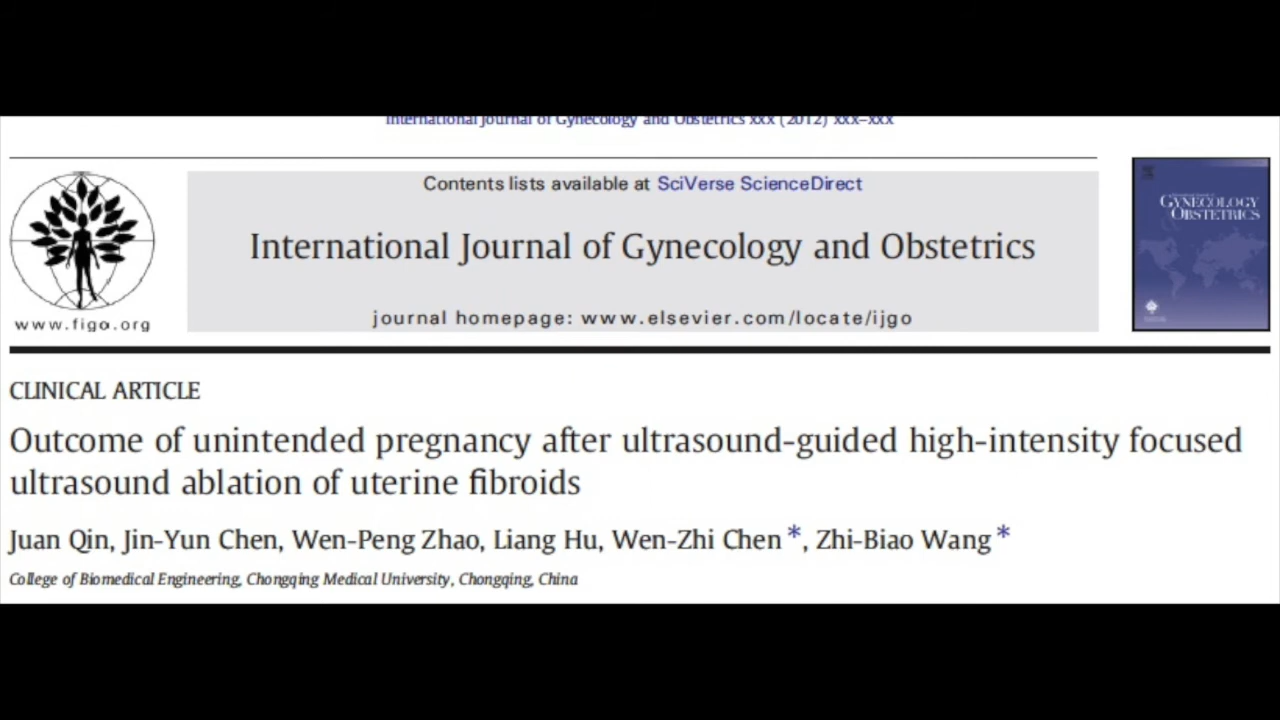 International Journal of Gynecology and Obstetrics xxx (2012) xxx–xxx
Contents lists available at SciVerse ScienceDirect
International Journal of Gynecology and Obstetrics
journal homepage: www.elsevier.com/locate/ijgo
www.figo.org
GYNECOLOGY
OBSTETRICS
CLINICAL ARTICLE
Outcome of unintended pregnancy after ultrasound-guided high-intensity focused
ultrasound ablation of uterine fibroids
Juan Qin, Jin-Yun Chen, Wen-Peng Zhao, Liang Hu, Wen-Zhi Chen *, Zhi-Biao Wang *
College of Biomedical Engineering, Chongqing Medical University, Chongqing, China